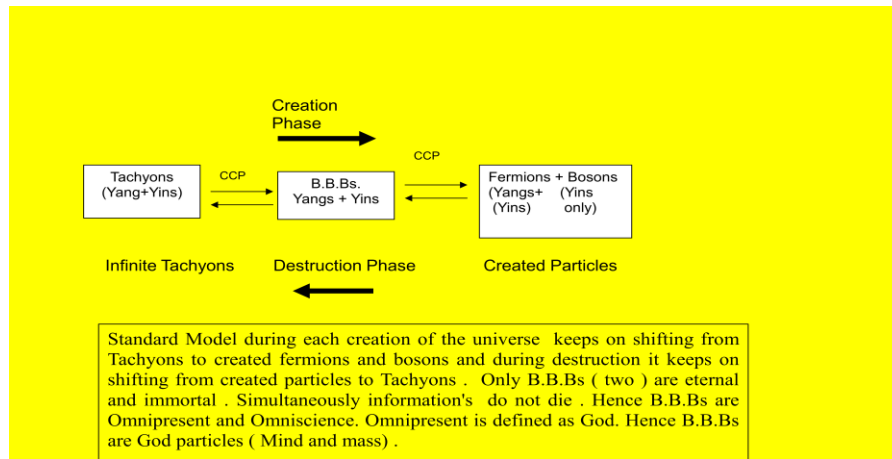 Creation
Phase
CCP
Tachyons
(Yang+Yins)
CCP
B.B.Bs.
Yangs + Yins
Fermions + Bosons
(Yangs+ (Yins
(Yins) only)
Infinite Tachyons
Destruction Phase
Created Particles
Standard Model during each creation of the universe keeps on shifting from
Tachyons to created fermions and bosons and during destruction it keeps on
shifting from created particles to Tachyons . Only B.B.Bs ( two ) are eternal
and immortal . Simultaneously information's do not die . Hence B.B.Bs are
Omnipresent and Omniscience. Omnipresent is defined as God. Hence B.B.Bs
are God particles ( Mind and mass) .